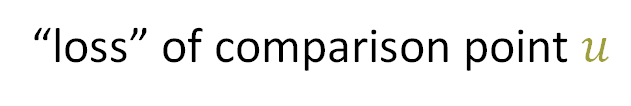 “loss” of comparison point 𝑢